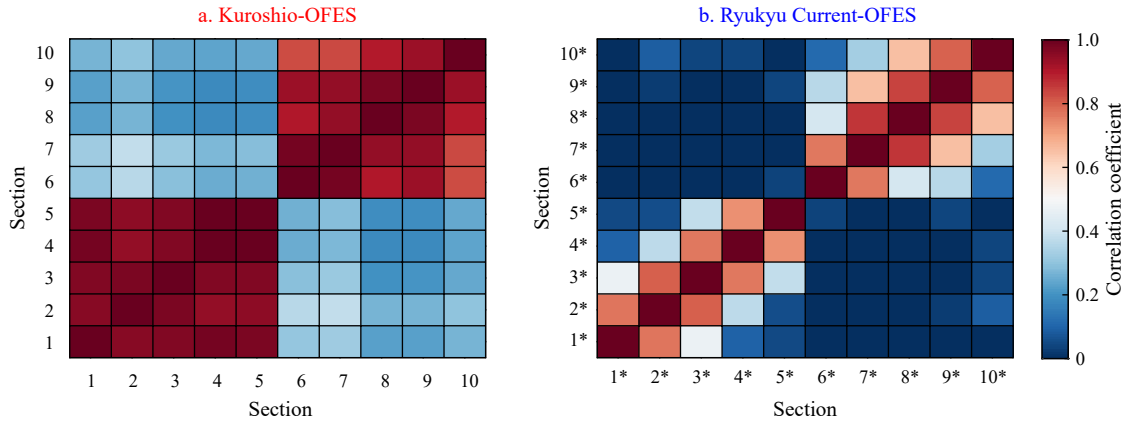 a. Kuroshio-OFES
b. Ryukyu Current-OFES
10
9
8
7
6
5
4
3
2
1
Section
1 2 3 4 5 6 7 8 9 10
Section
10*
9*
8*
7*
6*
5*
4*
3*
2*
1*
Section
1* 2* 3* 4* 5* 6* 7* 8* 9* 10*
Section
1.0
0.8
0.6
0.4
0.2
0
Correlation coefficient